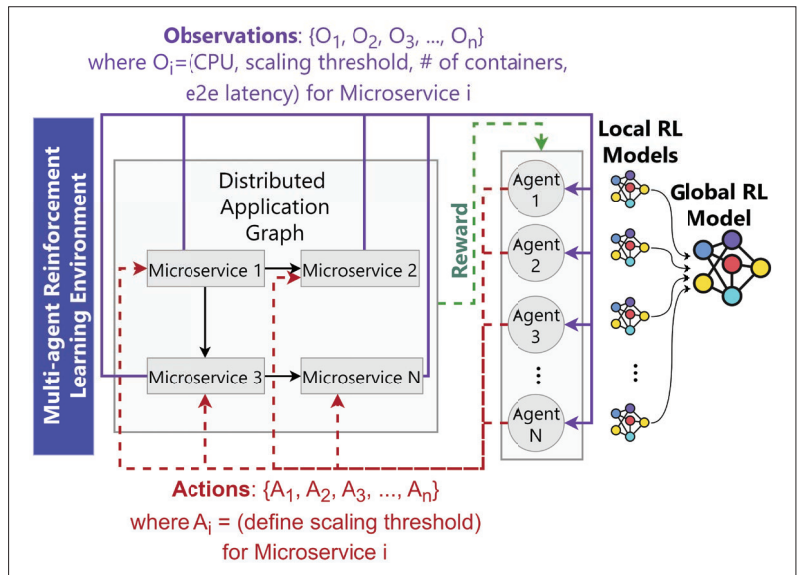 Observations: {O1, O2, O3, ..., On}
where Oi=(CPU, scaling threshold, # of containers,
e2e latency) for Microservice i
Multi-agent Reinforcement
Learning Environment
Distributed
Application
Graph
Microservice 1
Microservice 2
Microservice 3
Microservice N
Reward
Agent
1
Agent
2
Agent
3
...
Agent
N
Local RL
Models
...
Global RL
Model
Actions: {A1, A2, A3, ..., An}
where Ai = (define scaling threshold)
for Microservice i